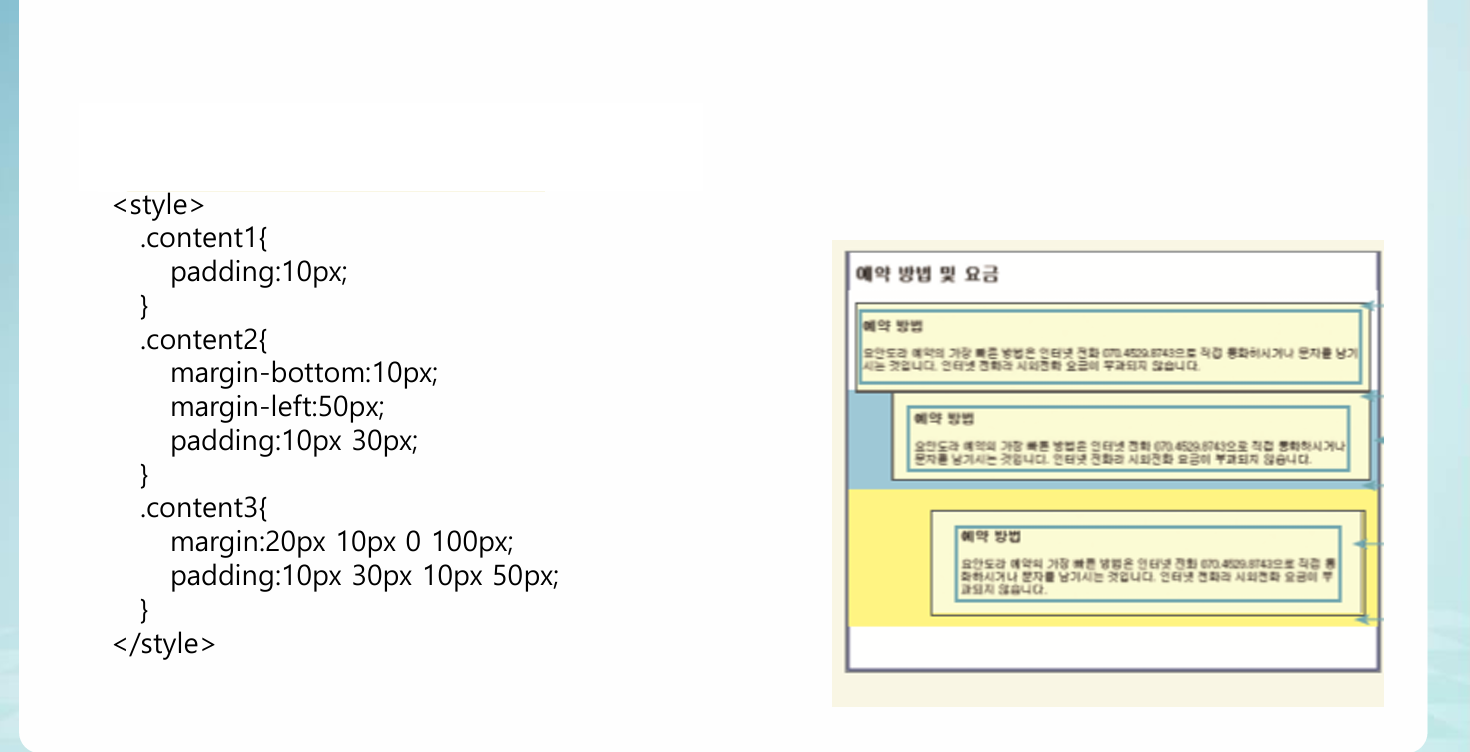 <style>
.content1{
padding:10px;
}
.content2{
margin-bottom:10px;
margin-left:50px;
padding:10px 30px;
}
.content3{
margin:20px 10px 0 100px;
padding:10px 30px 10px 50px;
}
</style>
예약 방법 및 요금
예약 방법
요안도라 예약의 가장 빠른 방법은 인터넷 전화 070.4529.8743으로 직접 통화하시거나 문자를 남기
시는 것입니다. 인터넷 전화라 시외전화 요금이 부과되지 않습니다.
예약 방법
요안도라 예약의 가장 빠른 방법은 인터넷 전화 070.4529.8743으로 직접 통화하시거나
문자를 남기시는 것입니다. 인터넷 전화라 시외전화 요금이 부과되지 않습니다.
예약 방법
요안도라 예약의 가장 빠른 방법은 인터넷 전화 070.4529.8743으로 직접 통
화하시거나 문자를 남기시는 것입니다. 인터넷 전화라 시외전화 요금이 부
과되지 않습니다.